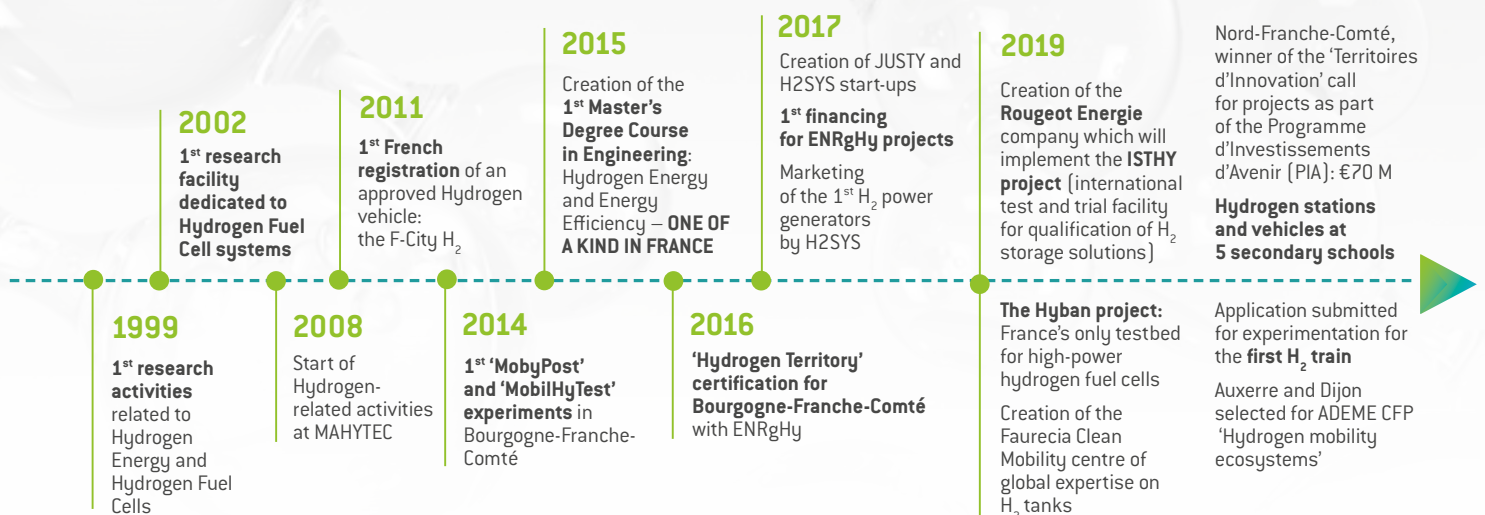 1999
1st research
activities
related to
Hydrogen
Energy and
Hydrogen Fuel
Cells
2002
1st research
facility
dedicated to
Hydrogen Fuel
Cell systems
2008
Start of
Hydrogen-
related activities
at MAHYTEC
2011
1st French
registration of an
approved Hydrogen
vehicle:
the F-City H2
2014
1st ‘MobyPost’
and ‘MobilHyTest’
experiments in
Bourgogne-Franche-
Comté
2015
Creation of the
1st Master’s
Degree Course
in Engineering:
Hydrogen Energy
and Energy
Efficiency – ONE OF
A KIND IN FRANCE
2016
‘Hydrogen Territory’
certification for
Bourgogne-Franche-Comté
with ENRgHy
2017
Creation of JUSTY and
H2SYS start-ups
1st financing
for ENRgHy projects
Marketing
of the 1st H2 power
generators
by H2SYS
2019
Creation of the
Rougeot Energie
company which will
implement the ISTHY
project (international
test and trial facility
for qualification of H2
storage solutions)
The Hyban project:
France’s only testbed
for high-power
hydrogen fuel cells
Creation of the
Faurecia Clean
Mobility centre of
global expertise on
H2 tanks
Nord-Franche-Comté,
winner of the ‘Territoires
d’Innovation’ call
for projects as part
of the Programme
d’Investissements
d’Avenir (PIA): €70 M
Hydrogen stations
and vehicles at
5 secondary schools
Application submitted
for experimentation for
the first H2 train
Auxerre and Dijon
selected for ADEME CFP
‘Hydrogen mobility
ecosystems’